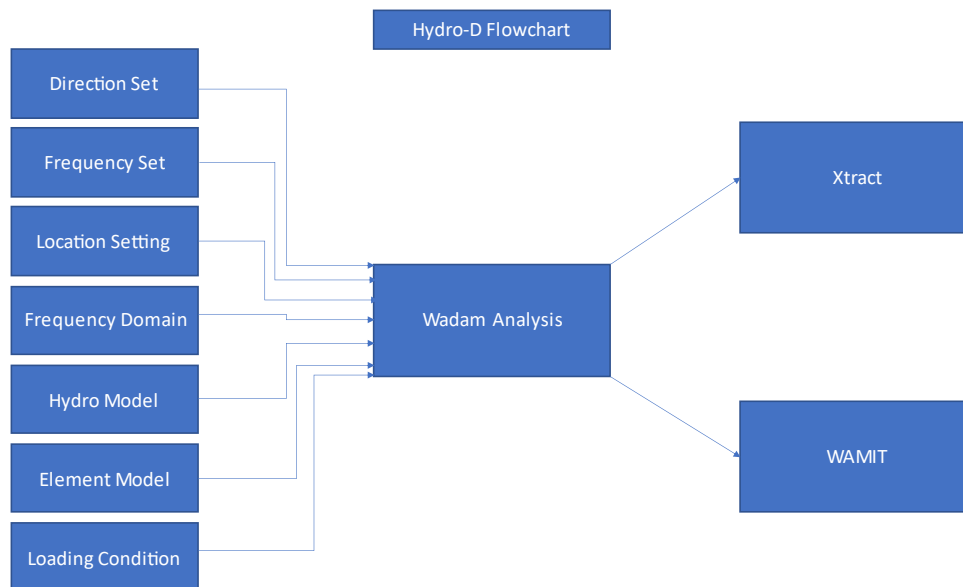 Hydro-D Flowchart
Direction Set
Frequency Set
Location Setting
Frequency Domain
Hydro Model
Element Model
Loading Condition
Wadam Analysis
Xtract
WAMIT